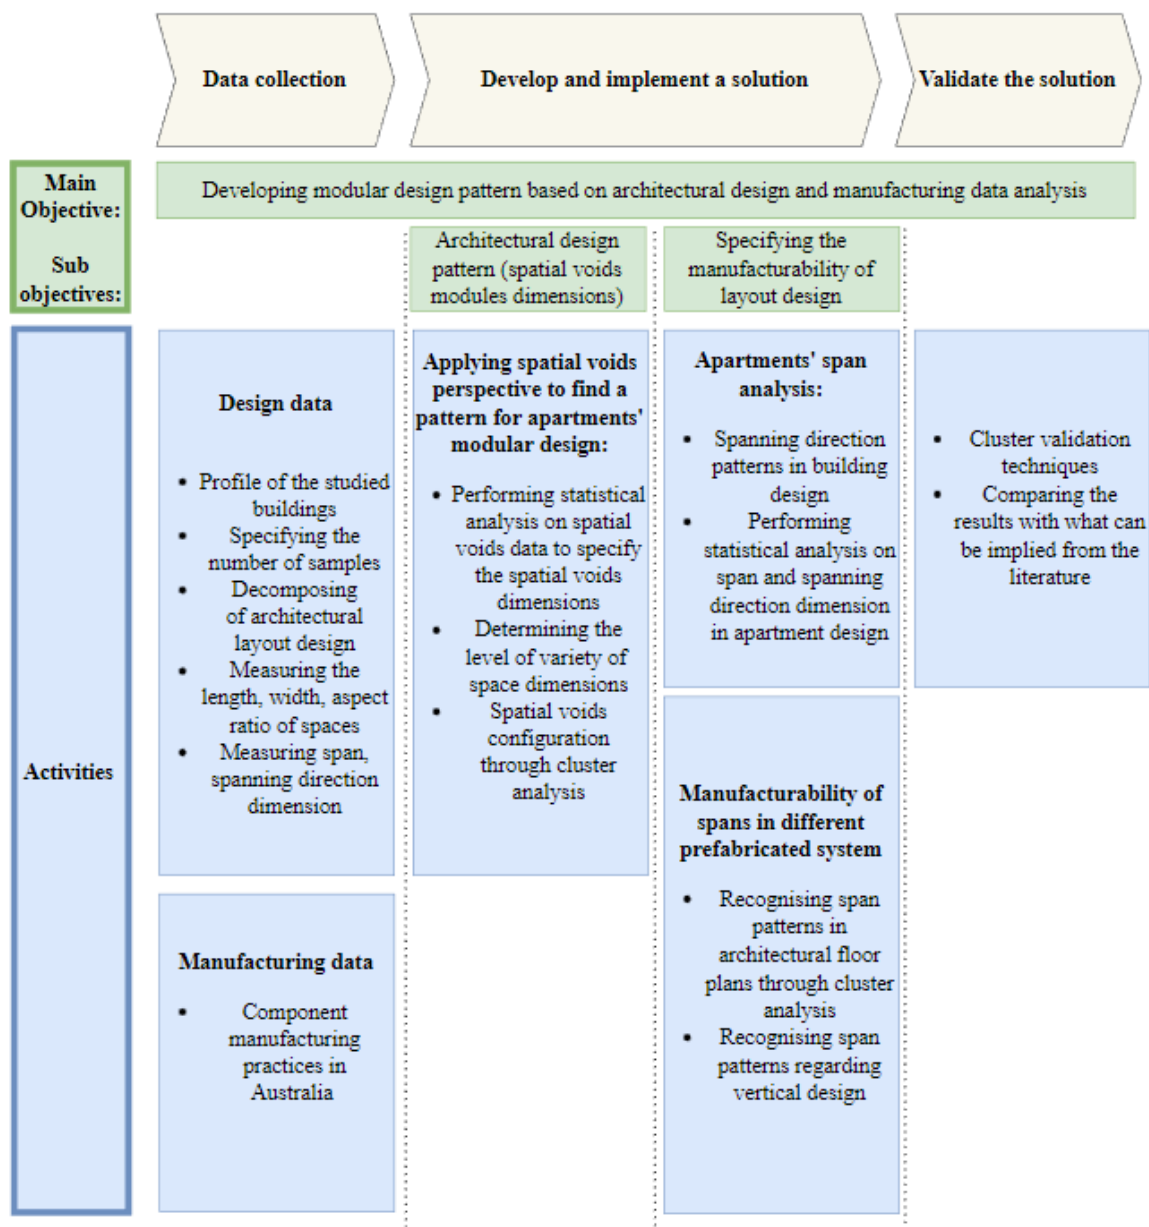 Data collection
Develop and implement a solution
Validate the solution
Main
Objective:
Sub
objectives:
Developing modular design pattern based on architectural design and manufacturing data analysis
Architectural design
pattern (spatial voids
modules dimensions)
Specifying the
manufacturability of
layout design
Activities
Design data
• Profile of the studied
buildings
• Specifying the
number of samples
• Decomposing
of architectural
layout design
• Measuring the
length, width, aspect
ratio of spaces
• Measuring span,
spanning direction
dimension
Manufacturing data
• Component
manufacturing
practices in
Australia
Applying spatial voids
perspective to find a
pattern for apartments'
modular design:
• Performing statistical
analysis on spatial
voids data to specify
the spatial voids
dimensions
• Determining the
level of variety of
space dimensions
• Spatial voids
configuration
through cluster
analysis
Apartments' span
analysis:
• Spanning direction
patterns in building
design
• Performing
statistical analysis on
span and spanning
direction dimension
in apartment design
Manufacturability of
spans in different
prefabricated system
• Recognising span
patterns in
architectural floor
plans through cluster
analysis
• Recognising span
patterns regarding
vertical design
• Cluster validation
techniques
• Comparing the
results with what can
be implied from the
literature